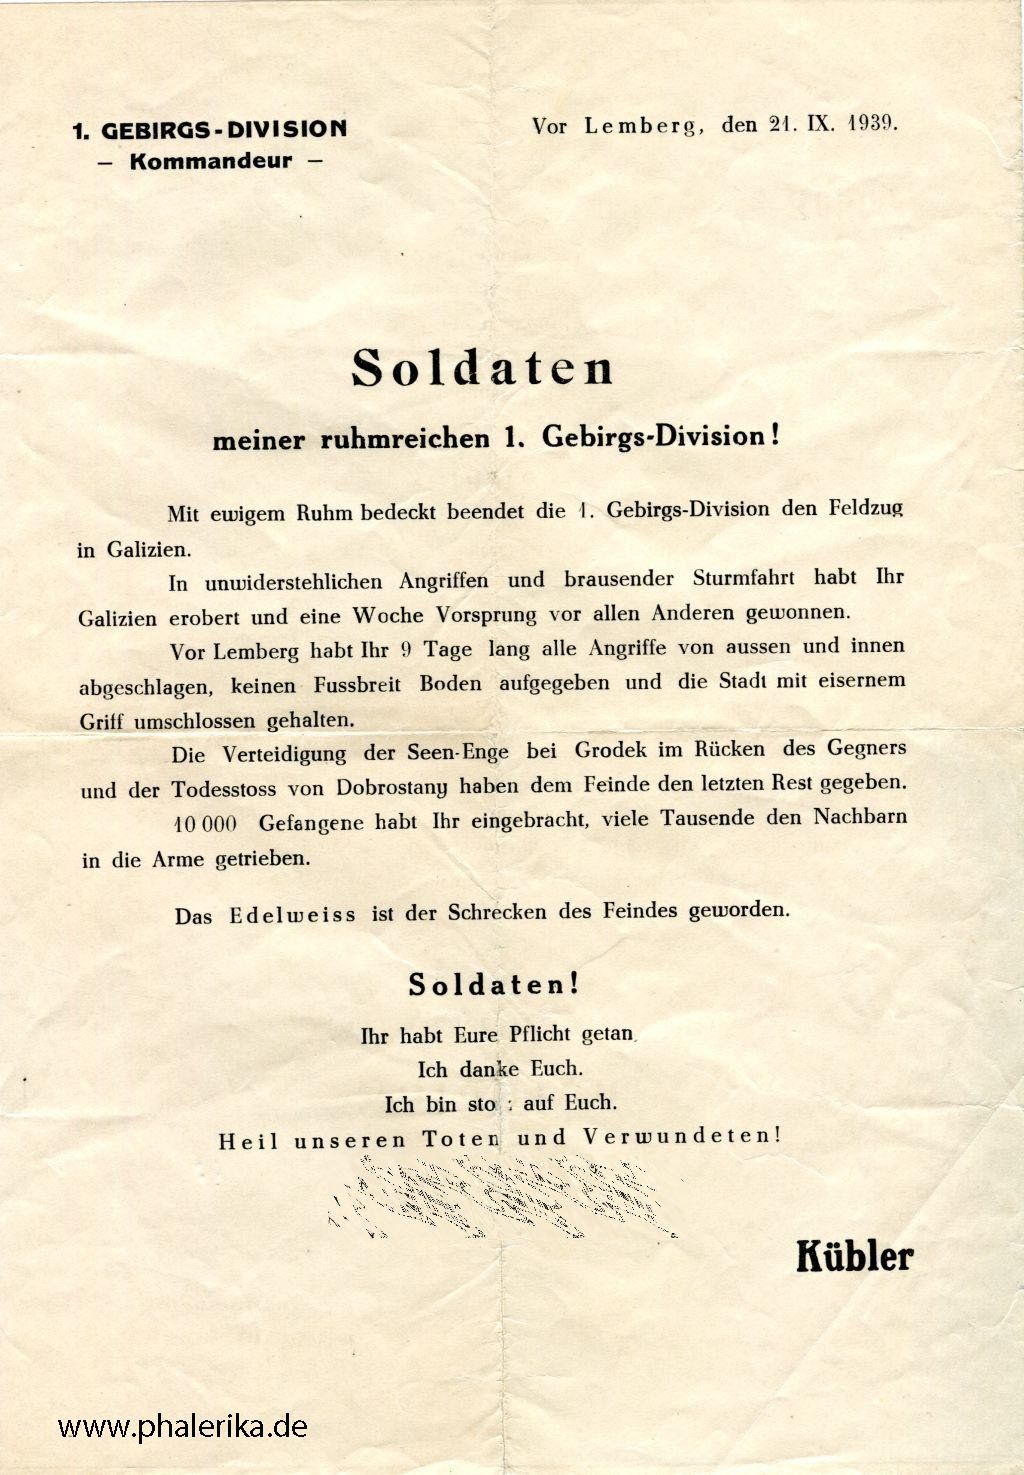 1. GEBIRGS-DIVISION
– Kommandeur –
Vor Lemberg, den 21. IX. 1939.
Soldaten
meiner ruhmreichen 1. Gebirgs-Division!
Mit ewigem Ruhm bedeckt beendet die 1. Gebirgs-Division den Feldzug
in Galizien.
In unwiderstehlichen Angriffen und brausender Sturmfahrt habt Ihr
Galizien erobert und eine Woche Vorsprung vor allen Anderen gewonnen.
Vor Lemberg habt Ihr 9 Tage lang alle Angriffe von aussen und innen
abgeschlagen, keinen Fussbreit Boden aufgegeben und die Stadt mit eisernem
Griff umschlossen gehalten.
Die Verteidigung der Seen-Enge bei Grodek im Rücken des Gegners
und der Todesstoss von Dobrostany haben dem Feinde den letzten Rest gegeben.
10 000 Gefangene habt Ihr eingebracht, viele Tausende den Nachbarn
in die Arme getrieben.
Das Edelweiss ist der Schrecken des Feindes geworden.
Soldaten!
Ihr habt Eure Pflicht getan.
Ich danke Euch.
Ich bin auf Euch.
Heil unseren Toten und Verwundeten!
Kübler
www.phalerika.de